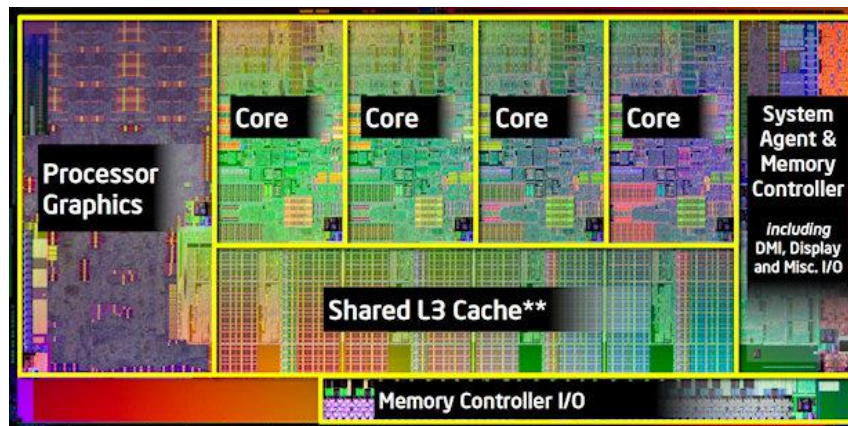 Processor
Graphics
Core
Core
Core
Core
System
Agent &
Memory
Controller
including
DMI, Display
and Misc. I/O
Shared L3 Cache**
Memory Controller I/O